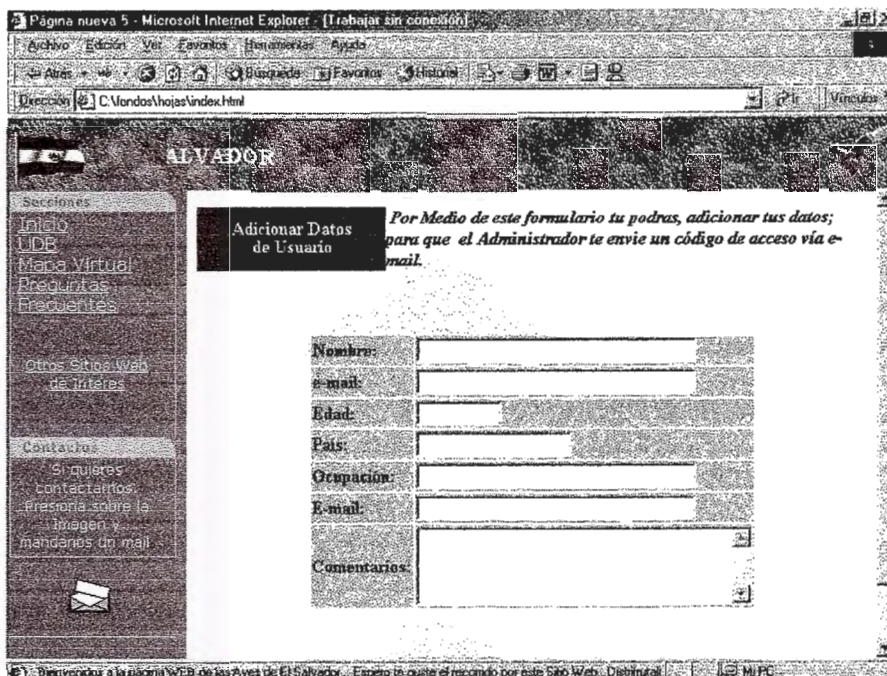 Página nueva 5 - Microsoft Internet Explorer - [Trabajar sin conexión]
Archivo Edición Ver Favoritos Herramientas Ayuda
Atrás Búsqueda Favoritos Historial
Dirección C:\fondos\hojas\index.html Ir Vínculos
ALVADOR
Secciones
Inicio
UDB
Mapa Virtual
Preguntas
Frecuentes
Otros Sitios Web
de Interes
Contactos
Si quieres
contactarnos
Presiona sobre la
Imagen y
mandanos un mail
Adicionar Datos
de Usuario
Por Medio de este formulario tu podras, adicionar tus datos;
para que el Administrador te envie un código de acceso vía e-
mail.
Nombre:
e-mail:
Edad:
País:
Ocupación:
E-mail:
Comentarios:
Bienvenidos a la página WEB de las Aves de El Salvador. Espero te guste el recorrido por este Sitio Web. Disfrutala! Mi PC